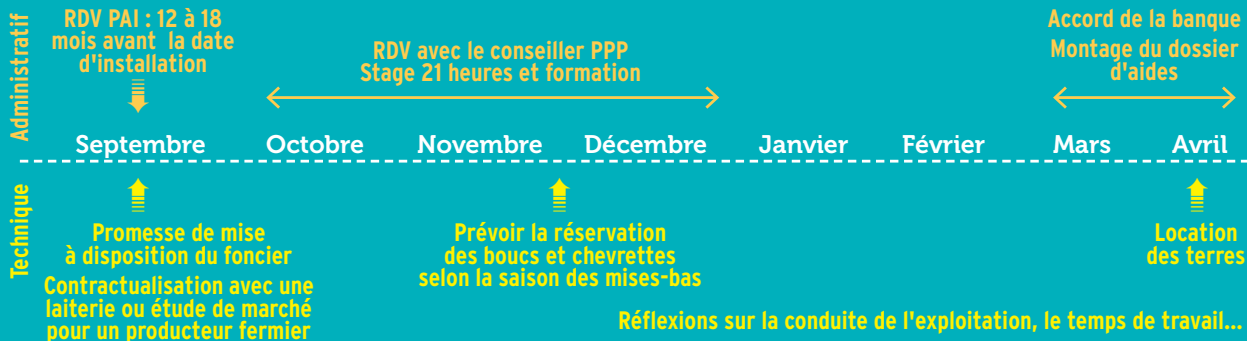 Administratif
RDV PAI : 12 à 18
mois avant la date
d'installation
RDV avec le conseiller PPP
Stage 21 heures et formation
Accord de la banque
Montage du dossier
d'aides
Septembre Octobre Novembre Décembre Janvier Février Mars Avril
Technique
Promesse de mise
à disposition du foncier
Contractualisation avec une
laiterie ou étude de marché
pour un producteur fermier
Prévoir la réservation
des boucs et chevrettes
selon la saison des mises-bas
Location
des terres
Réflexions sur la conduite de l'exploitation, le temps de travail...